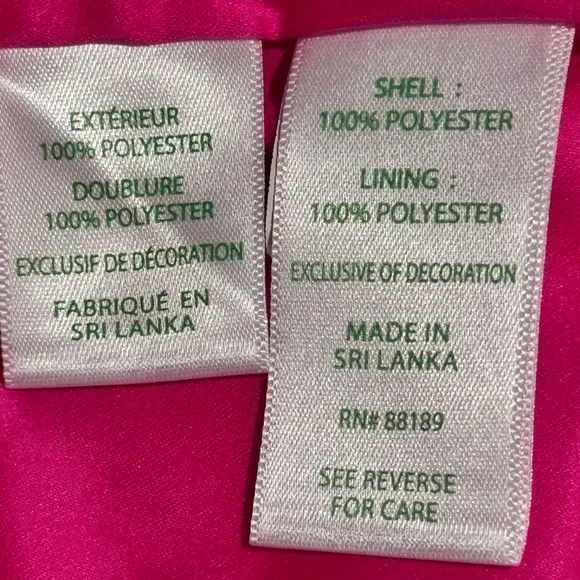 EXTÉRIEUR
100% POLYESTER
DOUBLURE
100% POLYESTER
EXCLUSIF DE DÉCORATION
FABRIQUÉ EN
SRI LANKA
SHELL :
100% POLYESTER
LINING :
100% POLYESTER
EXCLUSIVE OF DECORATION
MADE IN
SRI LANKA
RN# 88189
SEE REVERSE
FOR CARE